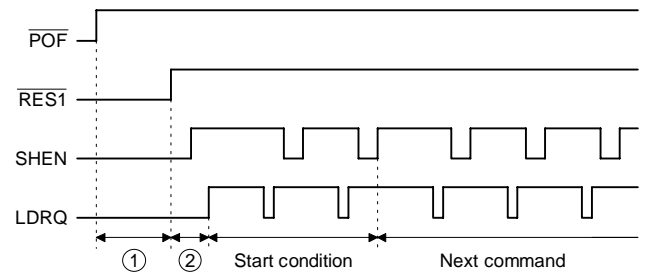 POF
RES1
SHEN
LDRQ
① ② Start condition Next command